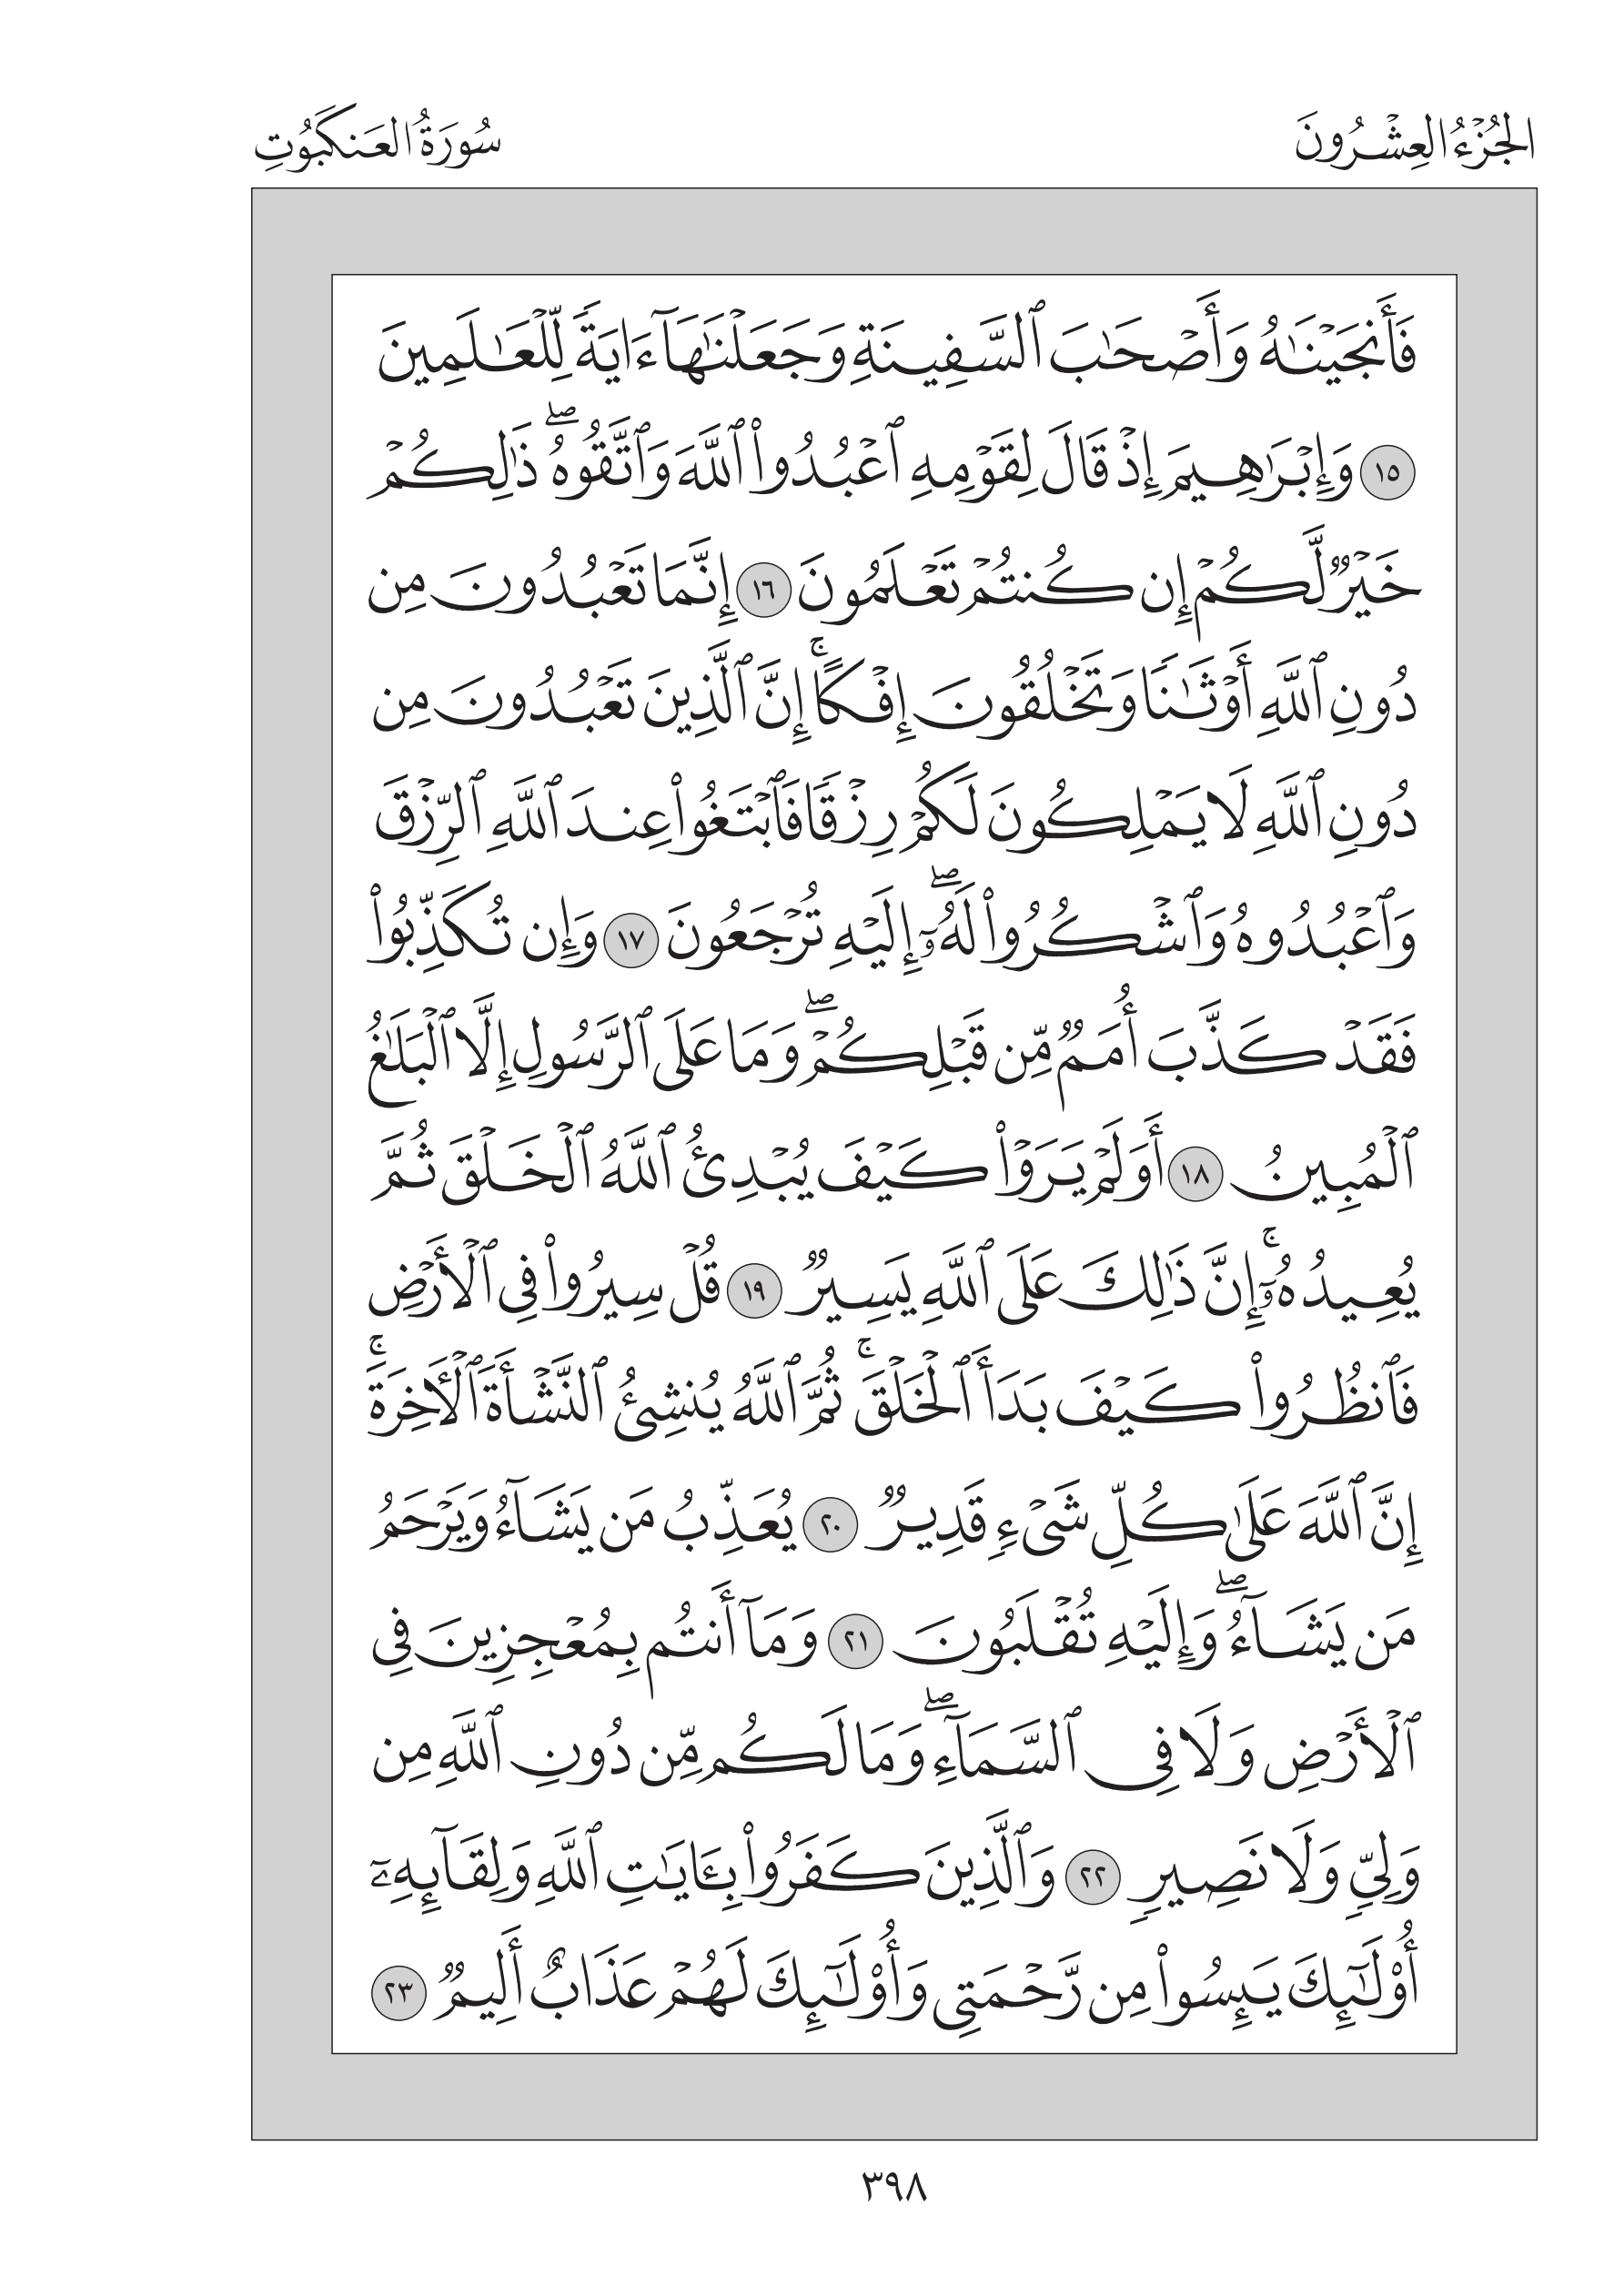 الجُزْءُ العِشْرُونَ
سُورَةُ العَنكَبُوتِ
فَأَنجَيْنَٰهُ وَأَصْحَٰبَ ٱلسَّفِينَةِ وَجَعَلْنَٰهَآ ءَايَةً لِّلْعَٰلَمِينَ
١٥ وَإِبْرَٰهِيمَ إِذْ قَالَ لِقَوْمِهِ ٱعْبُدُوا۟ ٱللَّهَ وَٱتَّقُوهُ ۖ ذَٰلِكُمْ
خَيْرٌ لَّكُمْ إِن كُنتُمْ تَعْلَمُونَ ١٦ إِنَّمَا تَعْبُدُونَ مِن
دُونِ ٱللَّهِ أَوْثَٰنًا وَتَخْلُقُونَ إِفْكًا ۚ إِنَّ ٱلَّذِينَ تَعْبُدُونَ مِن
دُونِ ٱللَّهِ لَا يَمْلِكُونَ لَكُمْ رِزْقًا فَٱبْتَغُوا۟ عِندَ ٱللَّهِ ٱلرِّزْقَ
وَٱعْبُدُوهُ وَٱشْكُرُوا۟ لَهُۥٓ ۖ إِلَيْهِ تُرْجَعُونَ ١٧ وَإِن تُكَذِّبُوا۟
فَقَدْ كَذَّبَ أُمَمٌ مِّن قَبْلِكُمْ ۖ وَمَا عَلَى ٱلرَّسُولِ إِلَّا ٱلْبَلَٰغُ
ٱلْمُبِينُ ١٨ أَوَلَمْ يَرَوْا۟ كَيْفَ يُبْدِئُ ٱللَّهُ ٱلْخَلْقَ ثُمَّ
يُعِيدُهُۥٓ ۚ إِنَّ ذَٰلِكَ عَلَى ٱللَّهِ يَسِيرٌ ١٩ قُلْ سِيرُوا۟ فِى ٱلْأَرْضِ
فَٱنظُرُوا۟ كَيْفَ بَدَأَ ٱلْخَلْقَ ۚ ثُمَّ ٱللَّهُ يُنشِئُ ٱلنَّشْأَةَ ٱلْءَاخِرَةَ ۚ
إِنَّ ٱللَّهَ عَلَىٰ كُلِّ شَىْءٍ قَدِيرٌ ٢٠ يُعَذِّبُ مَن يَشَآءُ وَيَرْحَمُ
مَن يَشَآءُ ۖ وَإِلَيْهِ تُقْلَبُونَ ٢١ وَمَآ أَنتُم بِمُعْجِزِينَ فِى
ٱلْأَرْضِ وَلَا فِى ٱلسَّمَآءِ ۖ وَمَا لَكُم مِّن دُونِ ٱللَّهِ مِن
وَلِىٍّ وَلَا نَصِيرٍ ٢٢ وَٱلَّذِينَ كَفَرُوا۟ بِـَٔايَٰتِ ٱللَّهِ وَلِقَآئِهِۦٓ
أُو۟لَٰٓئِكَ يَئِسُوا۟ مِن رَّحْمَتِى وَأُو۟لَٰٓئِكَ لَهُمْ عَذَابٌ أَلِيمٌ ٢٣
٣٩٨